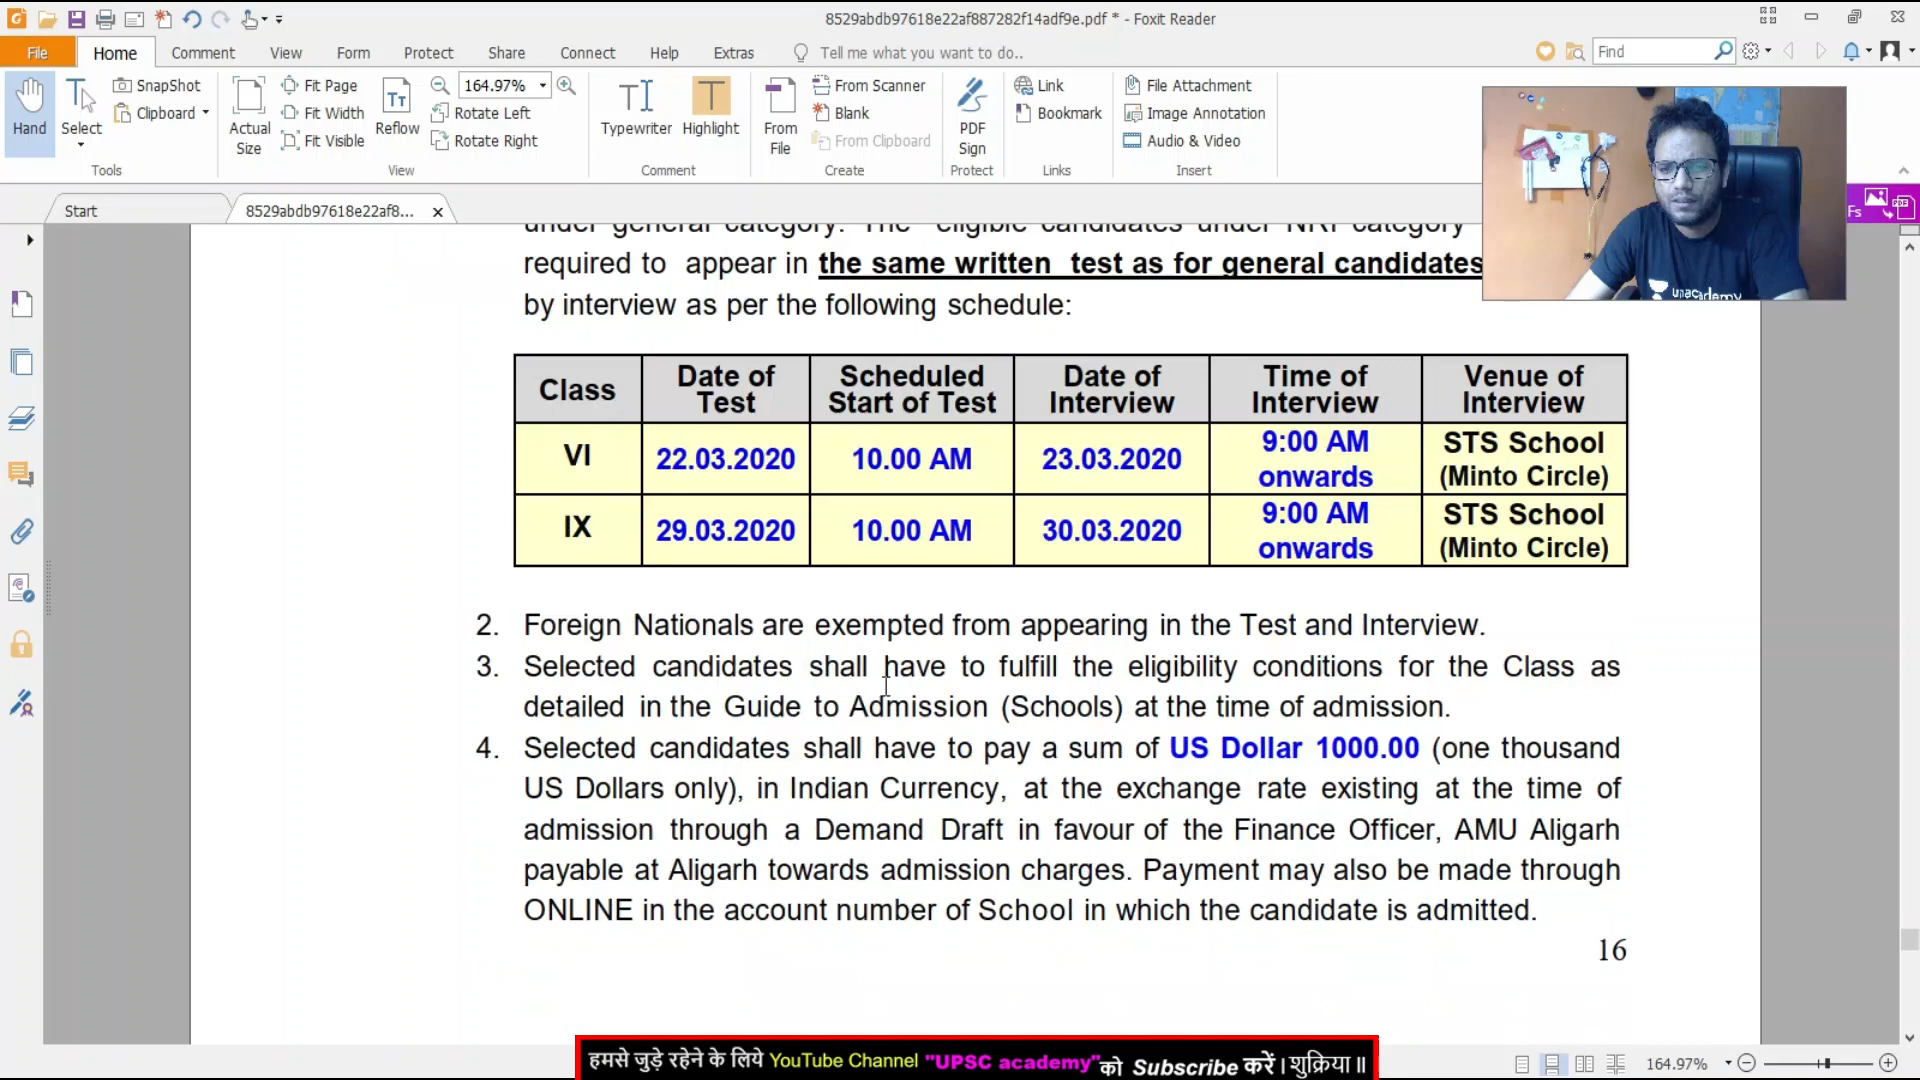 8529abdb97618e22af887282f14adf9e.pdf * - Foxit Reader
File Home Comment View Form Protect Share Connect Help Extras Tell me what you want to do.. Find
Hand
Select
SnapShot
Clipboard
Tools
Actual Size
Fit Page
Fit Width
Fit Visible
Reflow
164.97%
Rotate Left
Rotate Right
View
Typewriter
Highlight
Comment
From File
From Scanner
Blank
From Clipboard
Create
PDF Sign
Protect
Link
Bookmark
Links
File Attachment
Image Annotation
Audio & Video
Insert
unacademy
Fs
PDF
Start
8529abdb97618e22af8...
under general category. The eligible candidates under NRI category
required to appear in the same written test as for general candidates
by interview as per the following schedule:
Class Date of Test Scheduled Start of Test Date of Interview Time of Interview Venue of Interview
VI 22.03.2020 10.00 AM 23.03.2020 9:00 AM onwards STS School (Minto Circle)
IX 29.03.2020 10.00 AM 30.03.2020 9:00 AM onwards STS School (Minto Circle)
2. Foreign Nationals are exempted from appearing in the Test and Interview.
3. Selected candidates shall have to fulfill the eligibility conditions for the Class as
detailed in the Guide to Admission (Schools) at the time of admission.
4. Selected candidates shall have to pay a sum of US Dollar 1000.00 (one thousand
US Dollars only), in Indian Currency, at the exchange rate existing at the time of
admission through a Demand Draft in favour of the Finance Officer, AMU Aligarh
payable at Aligarh towards admission charges. Payment may also be made through
ONLINE in the account number of School in which the candidate is admitted.
16
हमसे जुड़े रहेने के लिये YouTube Channel "UPSC academy" को Subscribe करें । शुक्रिया ॥
164.97%